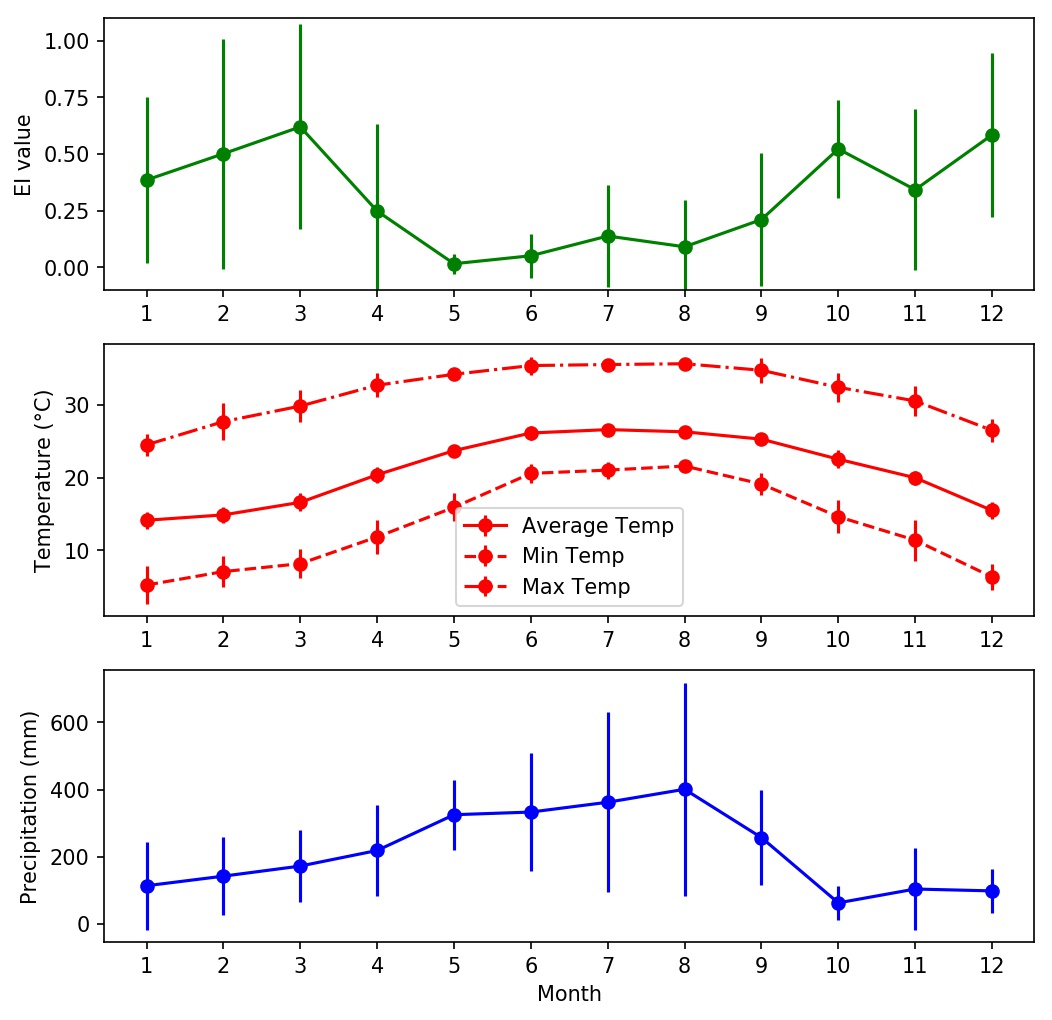 EI value
1.00
0.75
0.50
0.25
0.00
1 2 3 4 5 6 7 8 9 10 11 12
Temperature (°C)
30
20
10
Average Temp
Min Temp
Max Temp
1 2 3 4 5 6 7 8 9 10 11 12
Precipitation (mm)
600
400
200
0
1 2 3 4 5 6 7 8 9 10 11 12
Month